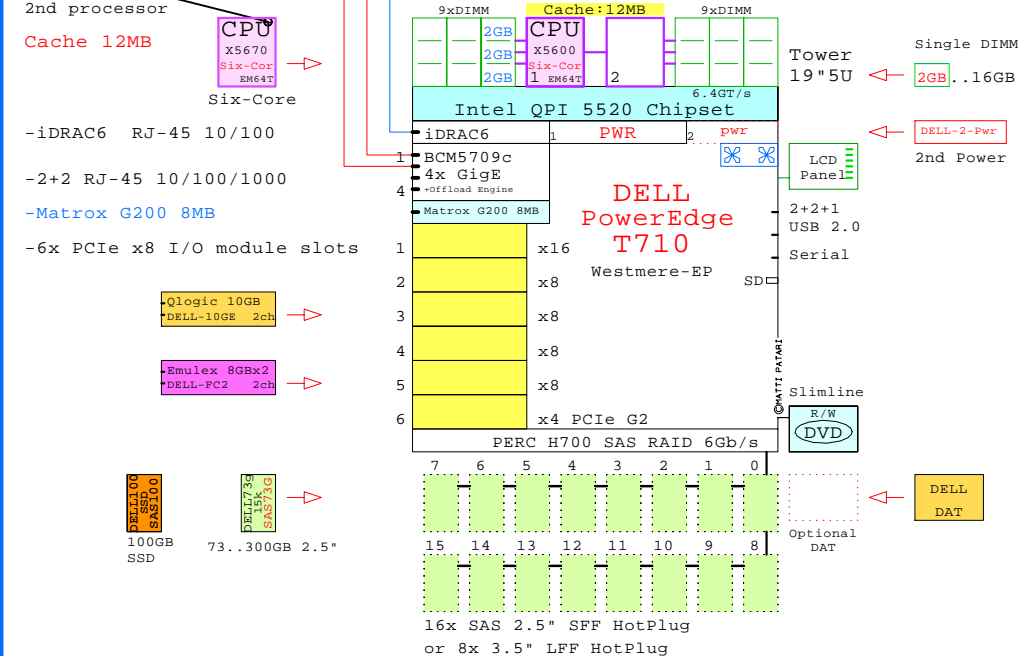 2nd processor
Cache 12MB
CPU
X5670
Six-Cor
EM64T
Six-Core
-iDRAC6 RJ-45 10/100
-2+2 RJ-45 10/100/1000
-Matrox G200 8MB
-6x PCIe x8 I/O module slots
Qlogic 10GB
DELL-10GE 2ch
Emulex 8GBx2
DELL-FC2 2ch
DELL100
SSD
SAS100
100GB
SSD
DELL73g
15k
SAS73G
73..300GB 2.5"
9xDIMM
Cache:12MB
9xDIMM
2GB
2GB
2GB
CPU
X5600
Six-Cor
1 EM64T
2
6.4GT/s
Intel QPI 5520 Chipset
iDRAC6
1 PWR
2 pwr
1 BCM5709c
4x GigE
4 +Offload Engine
Matrox G200 8MB
DELL
PowerEdge
T710
Westmere-EP
1 x16
2 x8
3 x8
4 x8
5 x8
6 x4 PCIe G2
PERC H700 SAS RAID 6Gb/s
7 6 5 4 3 2 1 0
15 14 13 12 11 10 9 8
16x SAS 2.5" SFF HotPlug
or 8x 3.5" LFF HotPlug
Tower
19"5U
Single DIMM
2GB..16GB
DELL-2-Pwr
2nd Power
LCD
Panel
2+2+1
USB 2.0
Serial
SD
©MATTI PATARI
Slimline
R/W
DVD
Optional
DAT
DELL
DAT